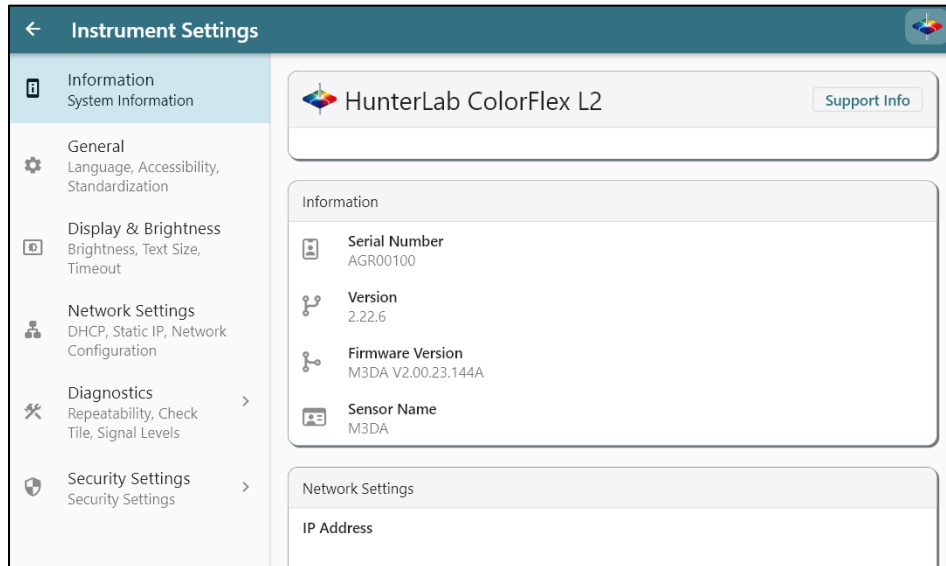 Instrument Settings
Information
System Information
General
Language, Accessibility,
Standardization
Display & Brightness
Brightness, Text Size,
Timeout
Network Settings
DHCP, Static IP, Network
Configuration
Diagnostics
Repeatability, Check
Tile, Signal Levels
Security Settings
Security Settings
HunterLab ColorFlex L2
Support Info
Information
Serial Number
AGR00100
Version
2.22.6
Firmware Version
M3DA V2.00.23.144A
Sensor Name
M3DA
Network Settings
IP Address